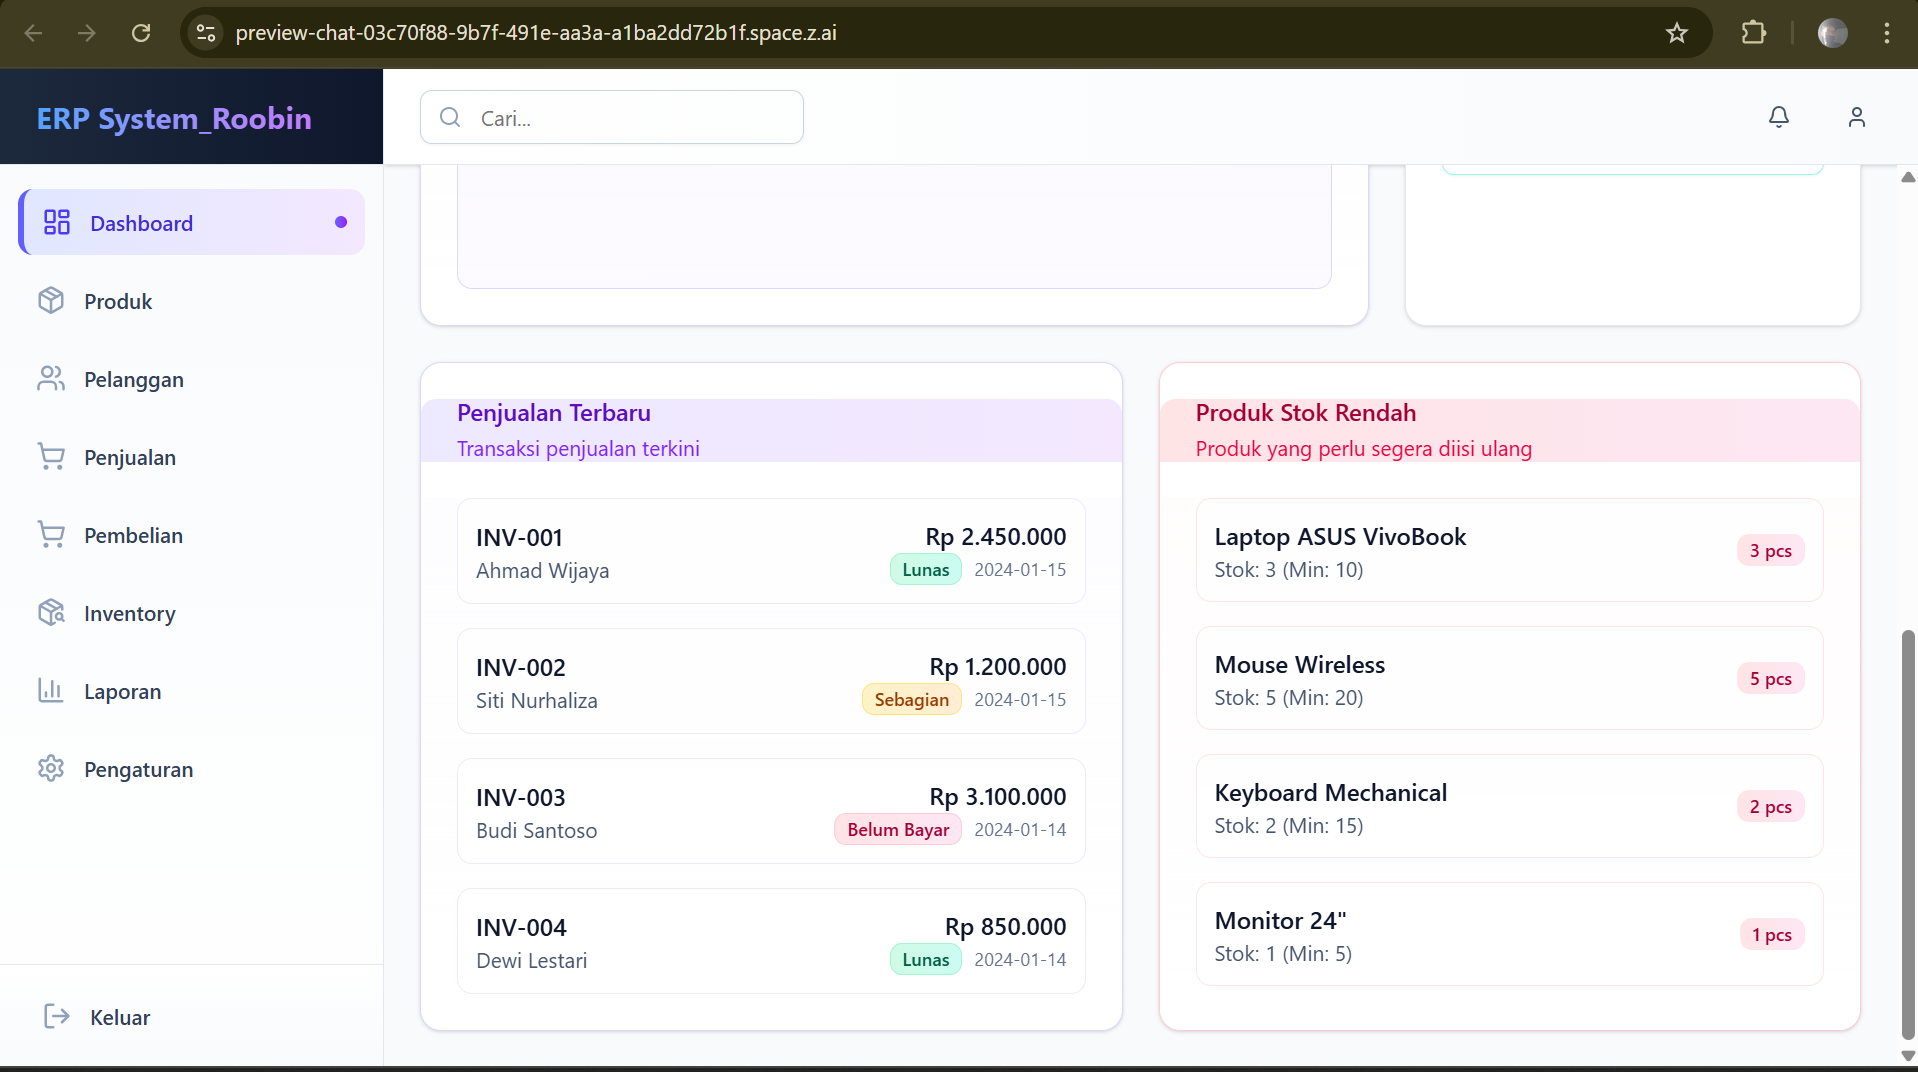 preview-chat-03c70f88-9b7f-491e-aa3a-a1ba2dd72b1f.space.z.ai
ERP System_Roobin
Cari...
Dashboard
Produk
Pelanggan
Penjualan
Pembelian
Inventory
Laporan
Pengaturan
Keluar
Penjualan Terbaru
Transaksi penjualan terkini
INV-001 Rp 2.450.000
Ahmad Wijaya Lunas 2024-01-15
INV-002 Rp 1.200.000
Siti Nurhaliza Sebagian 2024-01-15
INV-003 Rp 3.100.000
Budi Santoso Belum Bayar 2024-01-14
INV-004 Rp 850.000
Dewi Lestari Lunas 2024-01-14
Produk Stok Rendah
Produk yang perlu segera diisi ulang
Laptop ASUS VivoBook
Stok: 3 (Min: 10)
3 pcs
Mouse Wireless
Stok: 5 (Min: 20)
5 pcs
Keyboard Mechanical
Stok: 2 (Min: 15)
2 pcs
Monitor 24"
Stok: 1 (Min: 5)
1 pcs